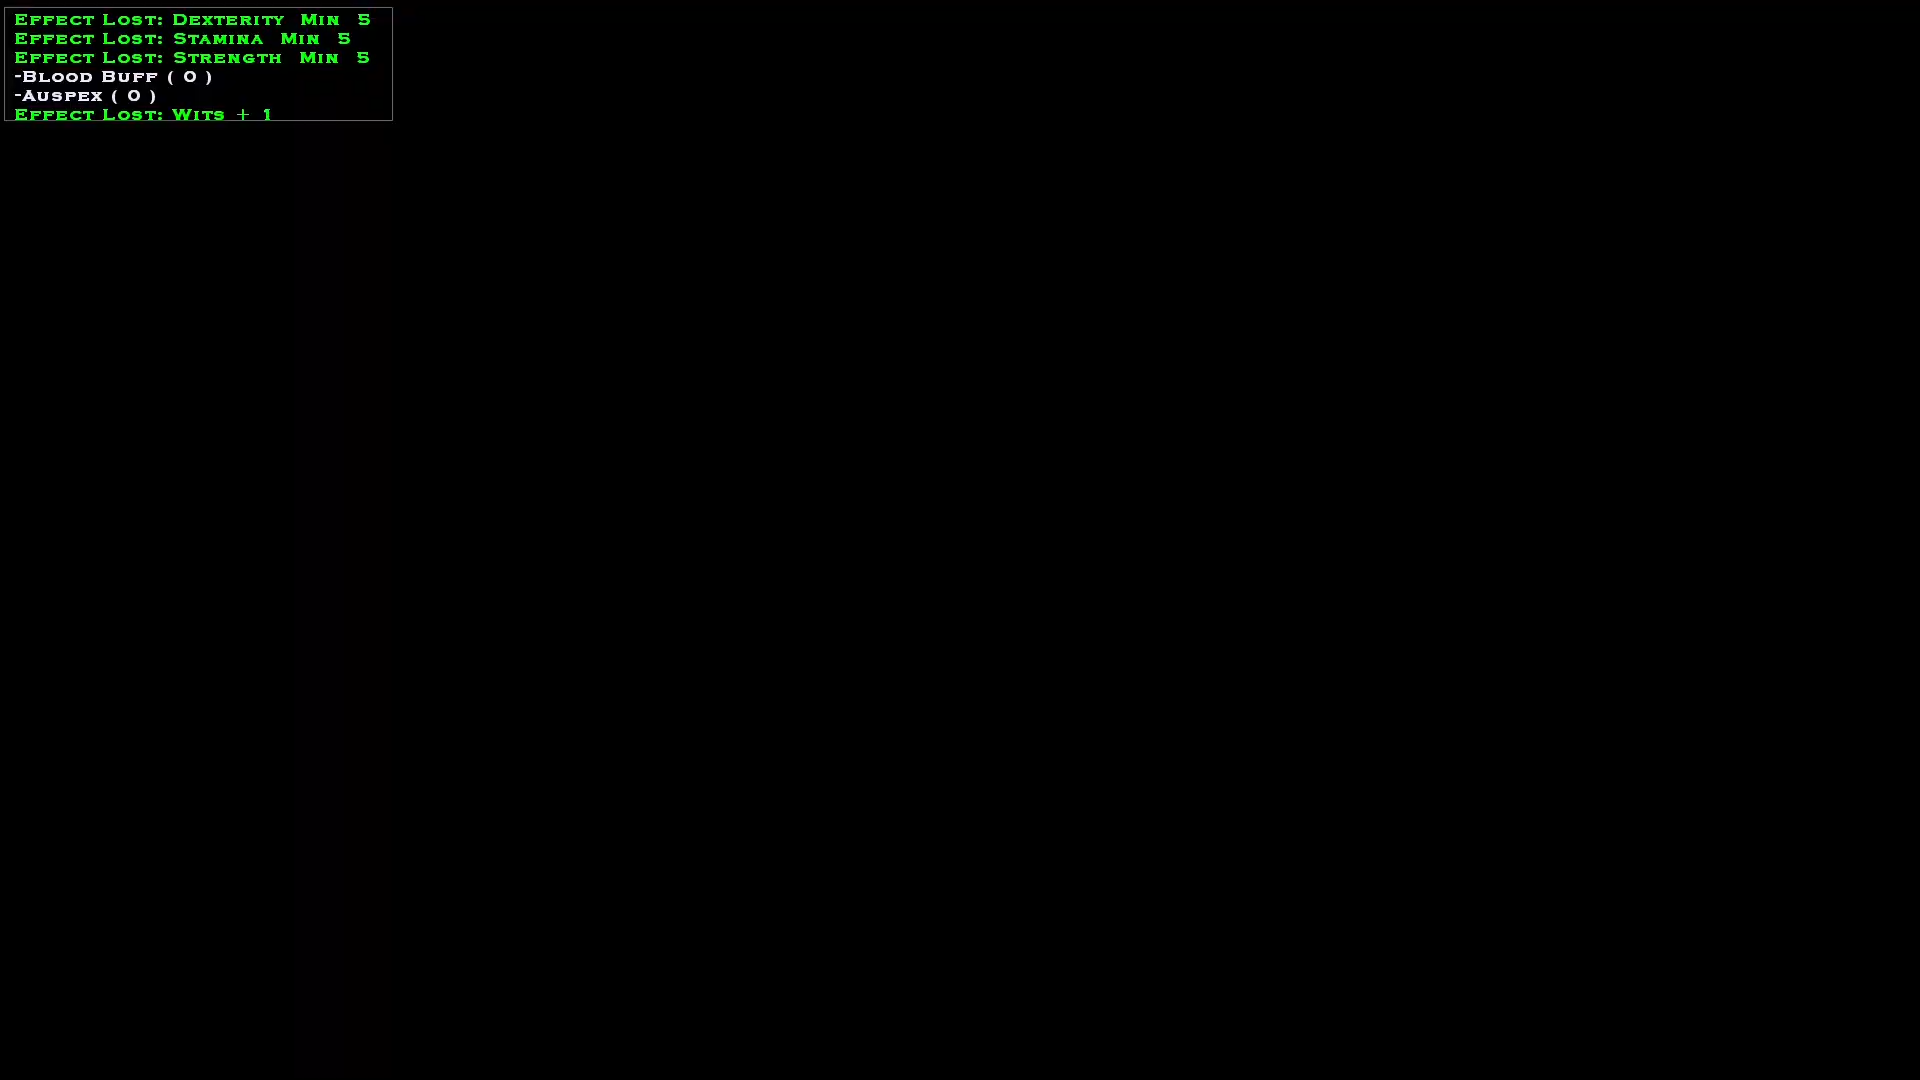 Effect Lost: Dexterity Min 5
Effect Lost: Stamina Min 5
Effect Lost: Strength Min 5
-Blood Buff ( 0 )
-Auspex ( 0 )
Effect Lost: Wits + 1